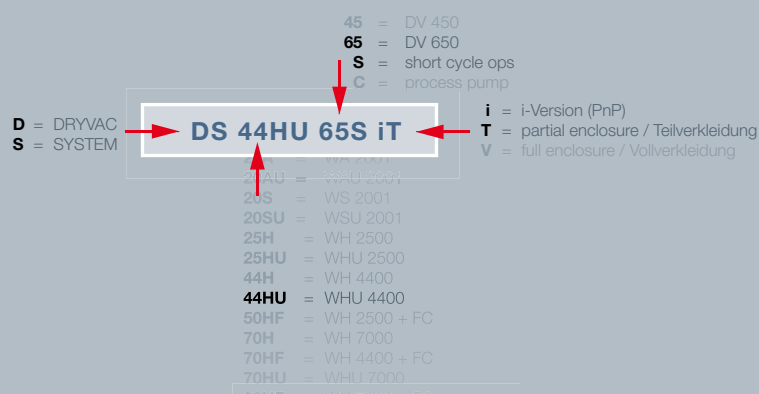 45 = DV 450
65 = DV 650
S = short cycle ops
C = process pump
D = DRYVAC
S = SYSTEM
DS 44HU 65S iT
i = i-Version (PnP)
T = partial enclosure / Teilverkleidung
V = full enclosure / Vollverkleidung
20A = WA 2001
20AU = WAU 2001
20S = WS 2001
20SU = WSU 2001
25H = WH 2500
25HU = WHU 2500
44H = WH 4400
44HU = WHU 4400
50HF = WH 2500 + FC
70H = WH 7000
70HF = WH 4400 + FC
70HU = WHU 7000